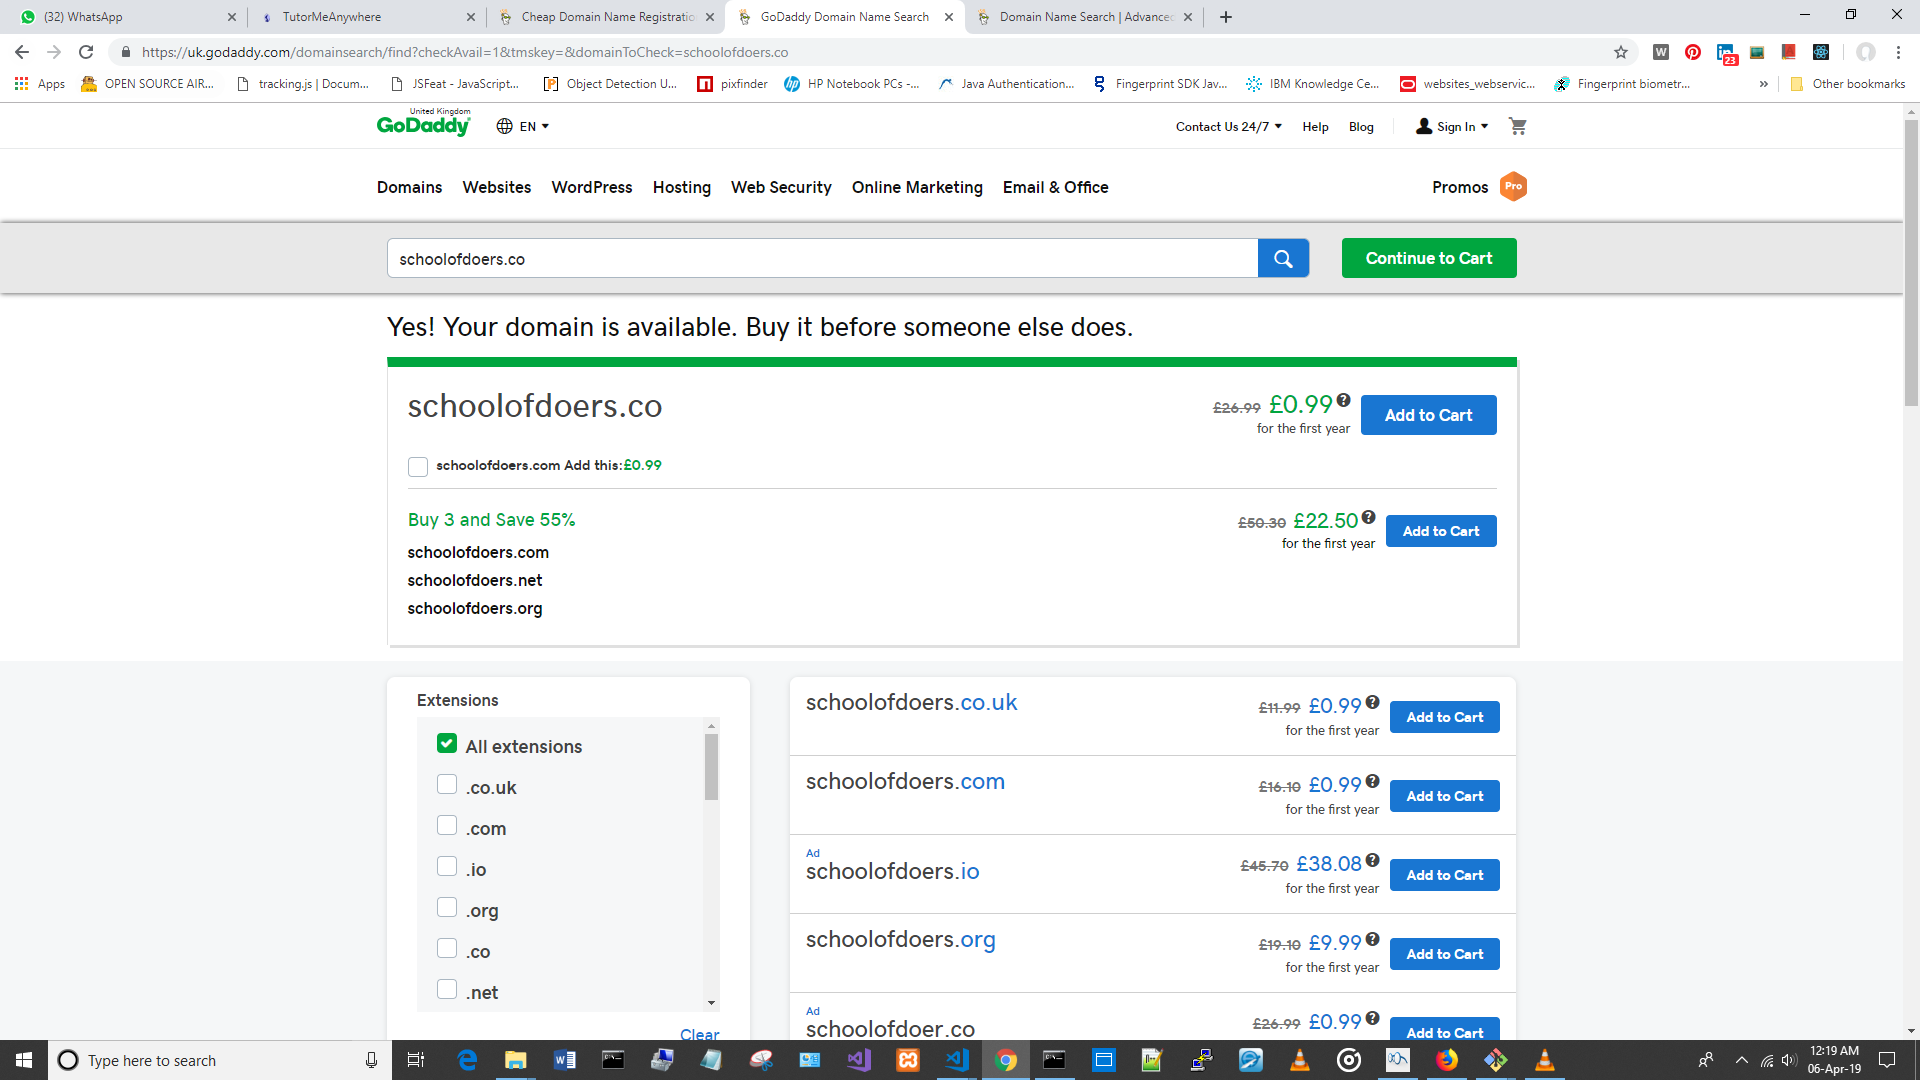 (32) WhatsApp
TutorMeAnywhere
Cheap Domain Name Registratio
GoDaddy Domain Name Search
Domain Name Search | Advanced
https://uk.godaddy.com/domainsearch/find?checkAvail=1&tmskey=&domainToCheck=schoolofdoers.co
W
23
Apps
OPEN SOURCE AIR...
tracking.js | Docum...
JSFeat - JavaScript...
Object Detection U...
pixfinder
HP Notebook PCs -...
Java Authentication...
Fingerprint SDK Jav...
IBM Knowledge Ce...
websites_webservic...
Fingerprint biometr...
»
Other bookmarks
United Kingdom
GoDaddy
EN
Contact Us 24/7
Help
Blog
Sign In
Domains
Websites
WordPress
Hosting
Web Security
Online Marketing
Email & Office
Promos
Pro
schoolofdoers.co
Continue to Cart
Yes! Your domain is available. Buy it before someone else does.
schoolofdoers.co
£26.99 £0.99
for the first year
Add to Cart
schoolofdoers.com Add this:£0.99
Buy 3 and Save 55%
£50.30 £22.50
for the first year
Add to Cart
schoolofdoers.com
schoolofdoers.net
schoolofdoers.org
Extensions
All extensions
.co.uk
.com
.io
.org
.co
.net
Clear
schoolofdoers.co.uk
£11.99 £0.99
for the first year
Add to Cart
schoolofdoers.com
£16.10 £0.99
for the first year
Add to Cart
Ad
schoolofdoers.io
£45.70 £38.08
for the first year
Add to Cart
schoolofdoers.org
£19.10 £9.99
for the first year
Add to Cart
Ad
schoolofdoer.co
£26.99 £0.99
Add to Cart
Type here to search
12:19 AM
06-Apr-19